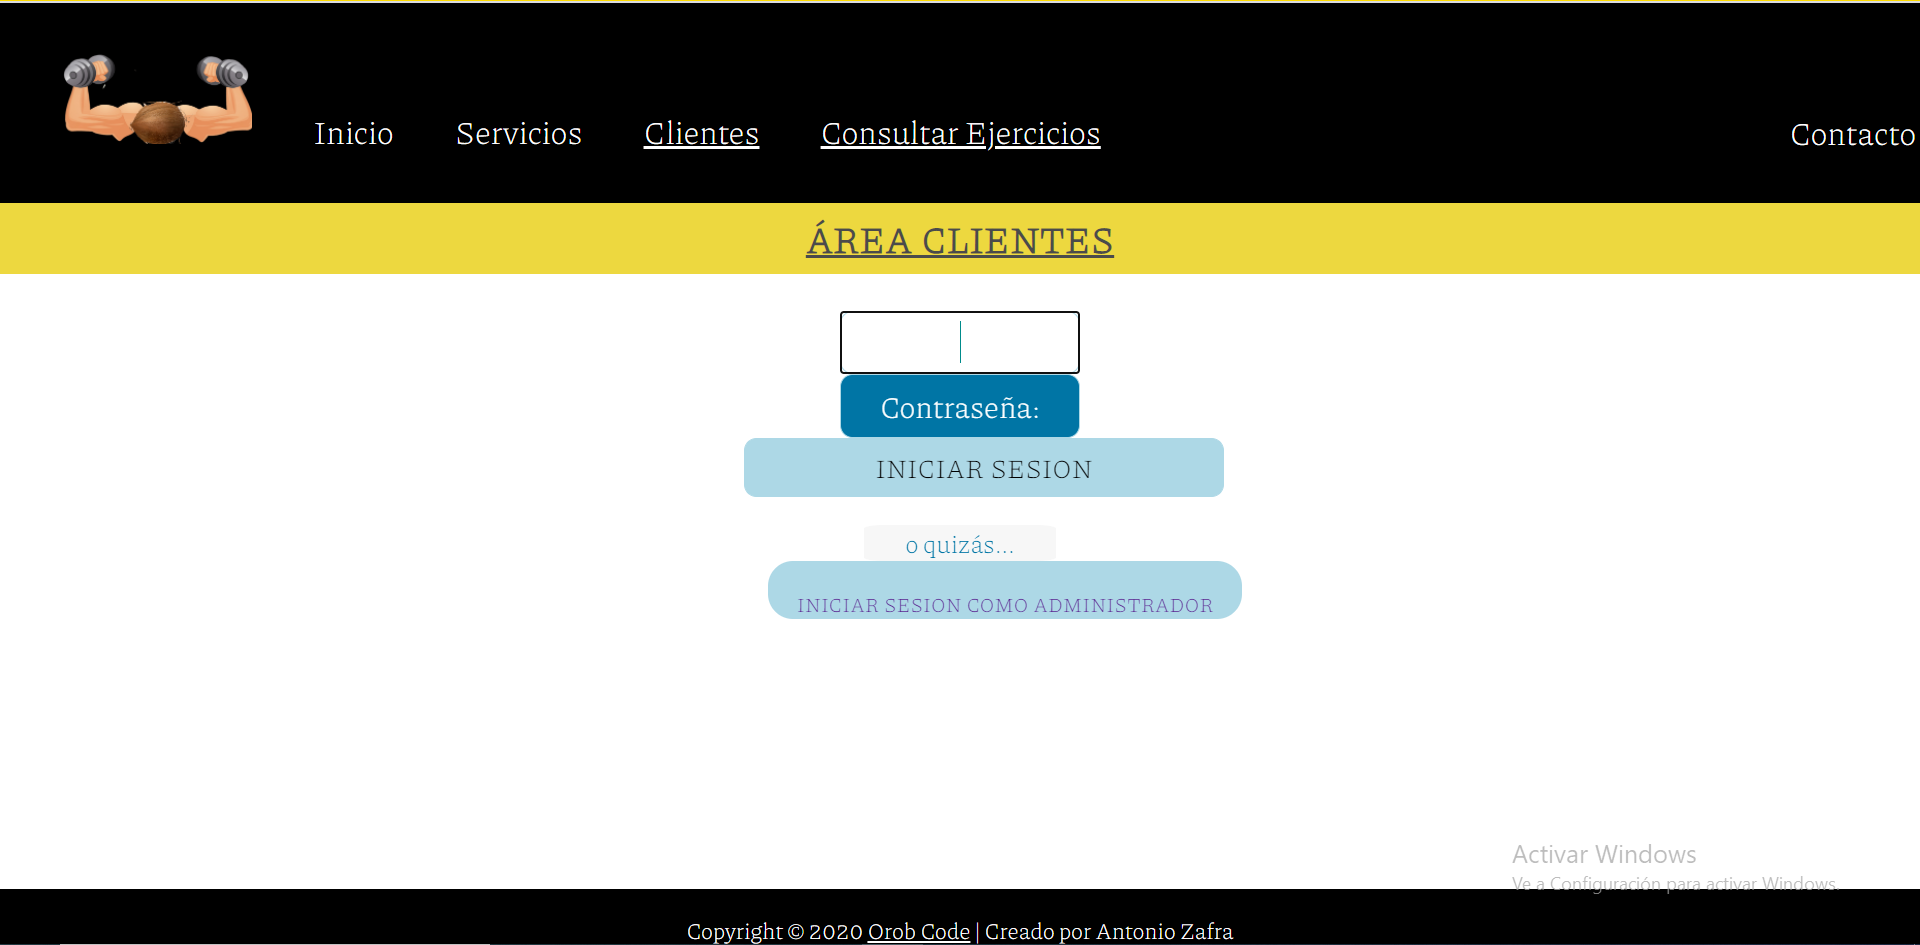 Inicio Servicios Clientes Consultar Ejercicios Contacto
ÁREA CLIENTES
Contraseña:
INICIAR SESION
o quizás...
INICIAR SESION COMO ADMINISTRADOR
Activar Windows
Ve a Configuración para activar Windows.
Copyright © 2020 Orob Code | Creado por Antonio Zafra